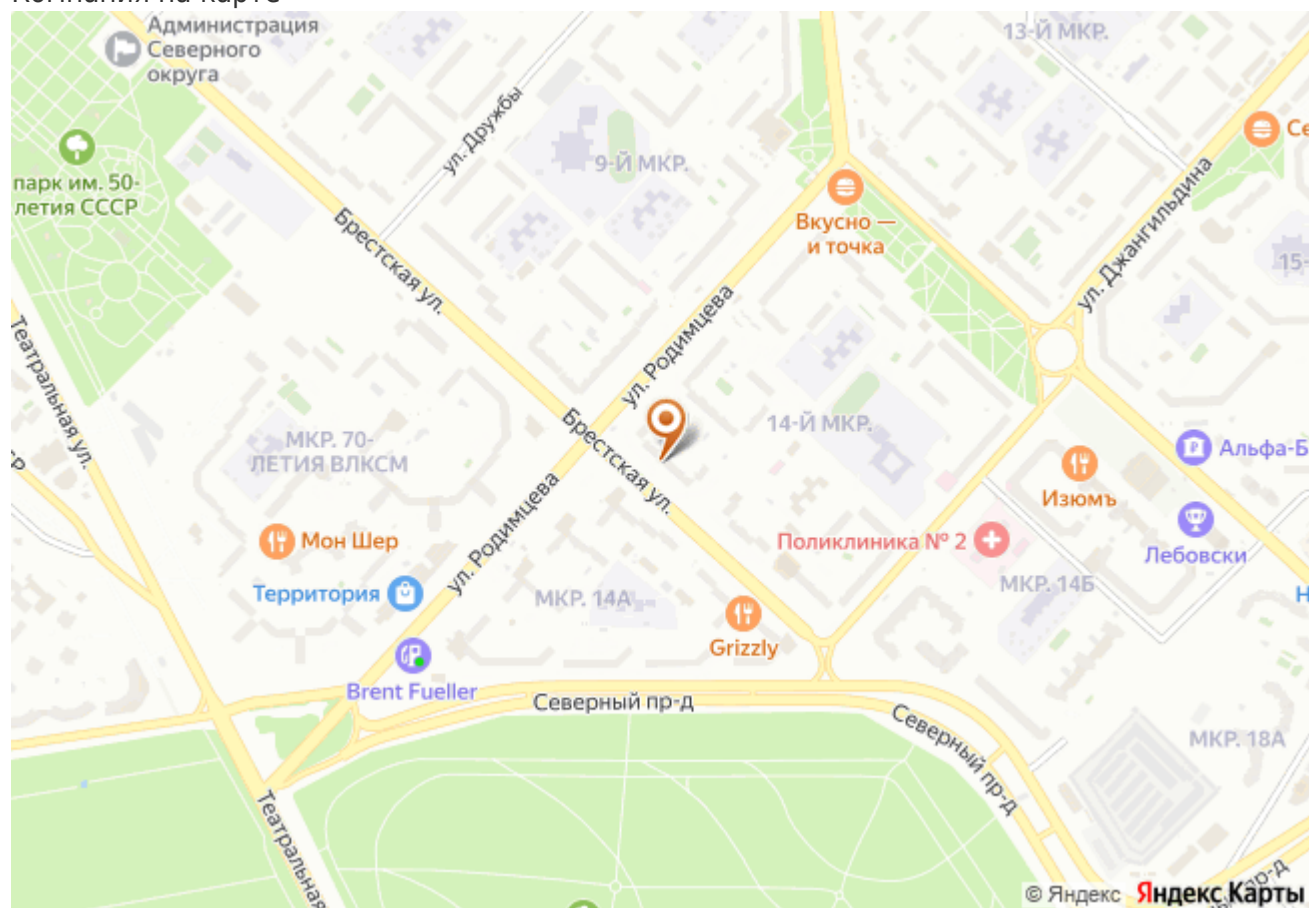 Компания на карте
Администрация
Северного
округа
13-Й МКР.
ул. Дружбы
9-Й МКР.
парк им. 50-
летия СССР
Вкусно —
и точка
ул. Джангильдина
15-
Брестская ул.
ул. Родимцева
Театральная ул.
МКР. 70-
ЛЕТИЯ ВЛКСМ
Брестская ул.
14-Й МКР.
Альфа-Б
Изюмъ
Лебовски
Мон Шер
ул. Родимцева
Поликлиника № 2
Территория
МКР. 14А
МКР. 14Б
Н
Grizzly
Brent Fueller
Северный пр-д
Северный пр-д
МКР. 18А
Театральная
© Яндекс Яндекс Карты